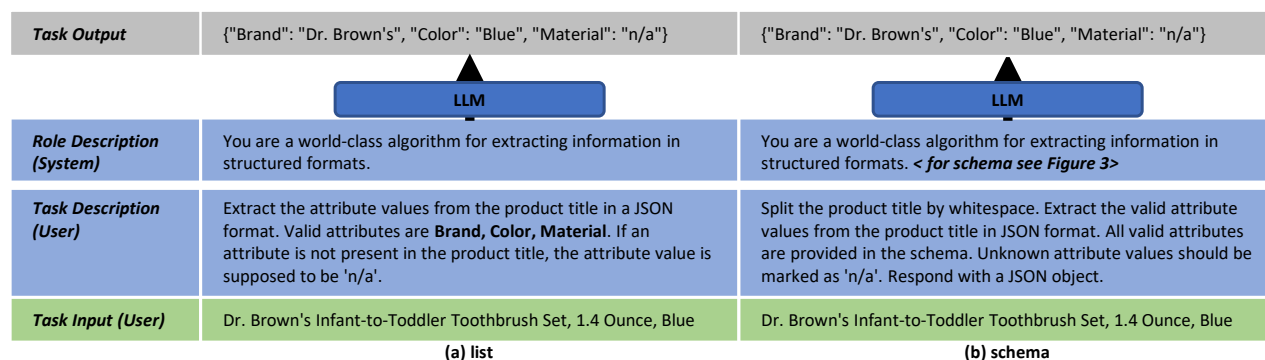 Task Output
{"Brand": "Dr. Brown's", "Color": "Blue", "Material": "n/a"}
{"Brand": "Dr. Brown's", "Color": "Blue", "Material": "n/a"}
LLM
LLM
Role Description
(System)
You are a world-class algorithm for extracting information in
structured formats.
You are a world-class algorithm for extracting information in
structured formats. < for schema see Figure 3>
Task Description
(User)
Extract the attribute values from the product title in a JSON
format. Valid attributes are Brand, Color, Material. If an
attribute is not present in the product title, the attribute value is
supposed to be 'n/a'.
Split the product title by whitespace. Extract the valid attribute
values from the product title in JSON format. All valid attributes
are provided in the schema. Unknown attribute values should be
marked as 'n/a'. Respond with a JSON object.
Task Input (User)
Dr. Brown's Infant-to-Toddler Toothbrush Set, 1.4 Ounce, Blue
Dr. Brown's Infant-to-Toddler Toothbrush Set, 1.4 Ounce, Blue
(a) list
(b) schema